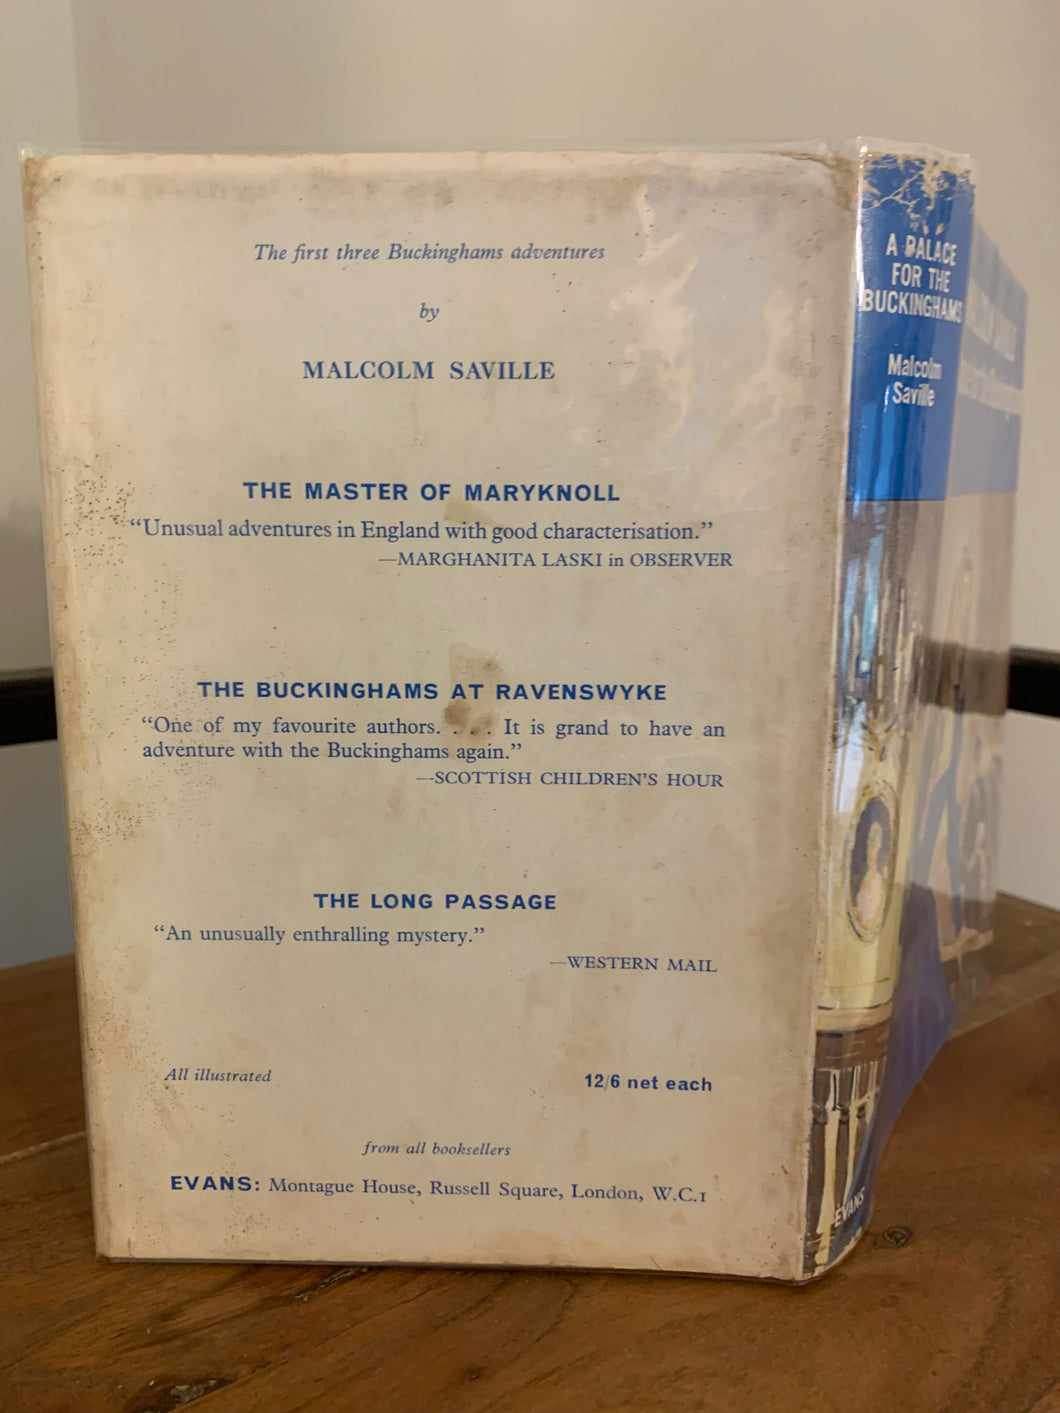 The first three Buckinghams adventures
by
MALCOLM SAVILLE
THE MASTER OF MARYKNOLL
“Unusual adventures in England with good characterisation.”
—MARGHANITA LASKI in OBSERVER
THE BUCKINGHAMS AT RAVENSWYKE
“One of my favourite authors. . . . It is grand to have an
adventure with the Buckinghams again.”
—SCOTTISH CHILDREN’S HOUR
THE LONG PASSAGE
“An unusually enthralling mystery.”
—WESTERN MAIL
All illustrated
12/6 net each
from all booksellers
EVANS: Montague House, Russell Square, London, W.C.1
A PALACE
FOR THE
BUCKINGHAMS
Malcolm
Saville
EVANS